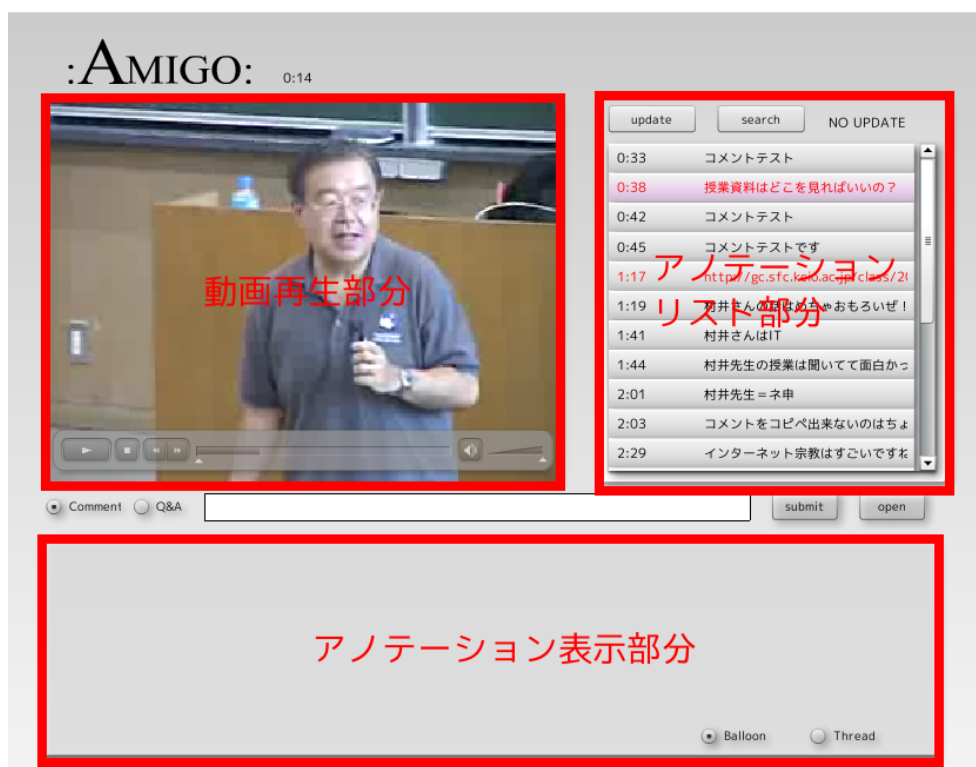 :AMIGO: 0:14
update search NO UPDATE
0:33 コメントテスト
0:38 授業資料はどこを見ればいいの？
0:42 コメントテスト
0:45 コメントテストです
1:17 http://gc.sfc.keio.ac.jp/class/20
1:19 村井さんの話はめちゃおもろいぜ！
1:41 村井さんはIT
1:44 村井先生の授業は聞いてて面白かっ
2:01 村井先生＝ネ申
2:03 コメントをコピペ出来ないのはちょ
2:29 インターネット宗教はすごいですね
動画再生部分
アノテーション
リスト部分
Comment Q&A submit open
アノテーション表示部分
Balloon Thread